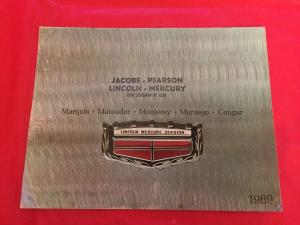 JACOBS - PEARSON
LINCOLN - MERCURY
Marquis • Marauder • Monterey • Montego • Cougar
LINCOLN MERCURY DIVISION
1969